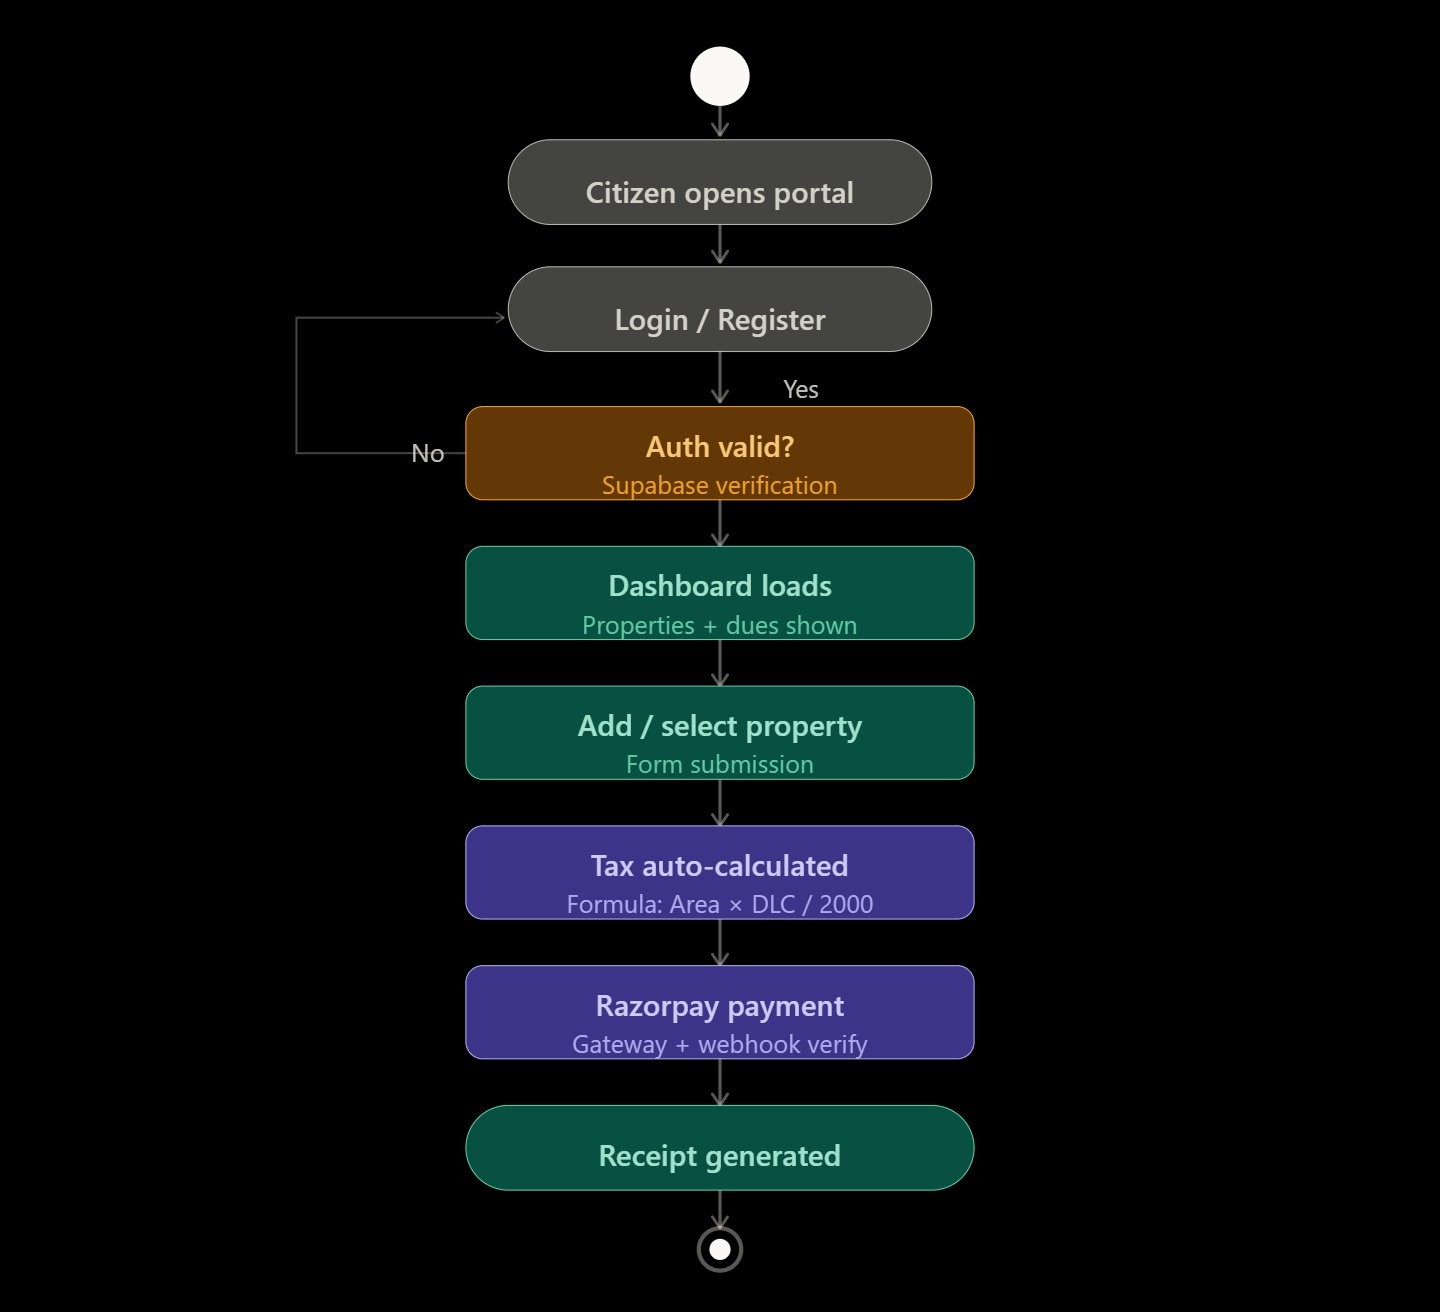 Citizen opens portal
Login / Register
Yes
Auth valid?
No
Supabase verification
Dashboard loads
Properties + dues shown
Add / select property
Form submission
Tax auto-calculated
Formula: Area × DLC / 2000
Razorpay payment
Gateway + webhook verify
Receipt generated